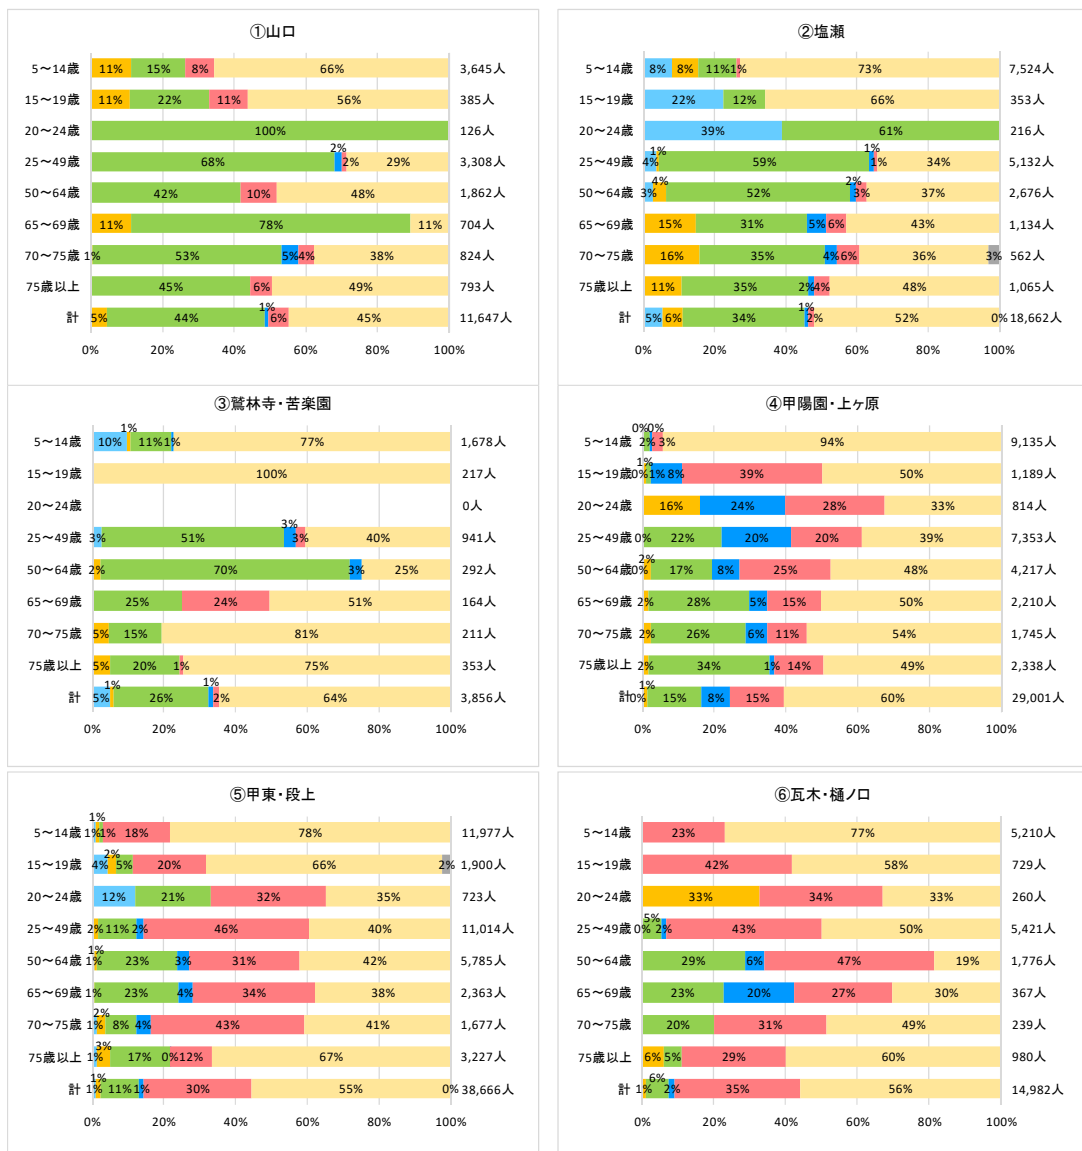 ①山口
5～14歳 11% 15% 8% 66% 3,645人
15～19歳 11% 22% 11% 56% 385人
20～24歳 100% 126人
25～49歳 68% 2% 2% 29% 3,308人
50～64歳 42% 10% 48% 1,862人
65～69歳 11% 78% 11% 704人
70～75歳 1% 53% 5% 4% 38% 824人
75歳以上 45% 6% 49% 793人
計 5% 44% 1% 6% 45% 11,647人
0% 20% 40% 60% 80% 100%
②塩瀬
5～14歳 8% 8% 11% 1% 73% 7,524人
15～19歳 22% 12% 66% 353人
20～24歳 39% 61% 216人
25～49歳 4% 1% 59% 1% 1% 34% 5,132人
50～64歳 3% 4% 52% 2% 3% 37% 2,676人
65～69歳 15% 31% 5% 6% 43% 1,134人
70～75歳 16% 35% 4% 6% 36% 3% 562人
75歳以上 11% 35% 2% 4% 48% 1,065人
計 5% 6% 34% 1% 2% 52% 0% 18,662人
0% 20% 40% 60% 80% 100%
③鷲林寺・苦楽園
5～14歳 10% 1% 11% 1% 77% 1,678人
15～19歳 100% 217人
20～24歳 0人
25～49歳 3% 51% 3% 3% 40% 941人
50～64歳 2% 70% 3% 25% 292人
65～69歳 25% 24% 51% 164人
70～75歳 5% 15% 81% 211人
75歳以上 5% 20% 1% 75% 353人
計 5% 1% 26% 1% 2% 64% 3,856人
0% 20% 40% 60% 80% 100%
④甲陽園・上ヶ原
5～14歳 0% 2% 0% 3% 94% 9,135人
15～19歳 0% 1% 1% 8% 39% 50% 1,189人
20～24歳 16% 24% 28% 33% 814人
25～49歳 0% 22% 20% 20% 39% 7,353人
50～64歳 0% 2% 17% 8% 25% 48% 4,217人
65～69歳 2% 28% 5% 15% 50% 2,210人
70～75歳 2% 26% 6% 11% 54% 1,745人
75歳以上 2% 34% 1% 14% 49% 2,338人
計 0% 1% 15% 8% 15% 60% 29,001人
0% 20% 40% 60% 80% 100%
⑤甲東・段上
5～14歳 1% 1% 1% 18% 78% 11,977人
15～19歳 4% 2% 5% 20% 66% 2% 1,900人
20～24歳 12% 21% 32% 35% 723人
25～49歳 2% 11% 2% 46% 40% 11,014人
50～64歳 1% 1% 23% 3% 31% 42% 5,785人
65～69歳 1% 23% 4% 34% 38% 2,363人
70～75歳 1% 2% 8% 4% 43% 41% 1,677人
75歳以上 1% 3% 17% 0% 12% 67% 3,227人
計 1% 1% 11% 1% 30% 55% 0% 38,666人
0% 20% 40% 60% 80% 100%
⑥瓦木・樋ノ口
5～14歳 23% 77% 5,210人
15～19歳 42% 58% 729人
20～24歳 33% 34% 33% 260人
25～49歳 0% 5% 2% 43% 50% 5,421人
50～64歳 29% 6% 47% 19% 1,776人
65～69歳 23% 20% 27% 30% 367人
70～75歳 20% 31% 49% 239人
75歳以上 6% 5% 29% 60% 980人
計 1% 6% 2% 35% 56% 14,982人
0% 20% 40% 60% 80% 100%